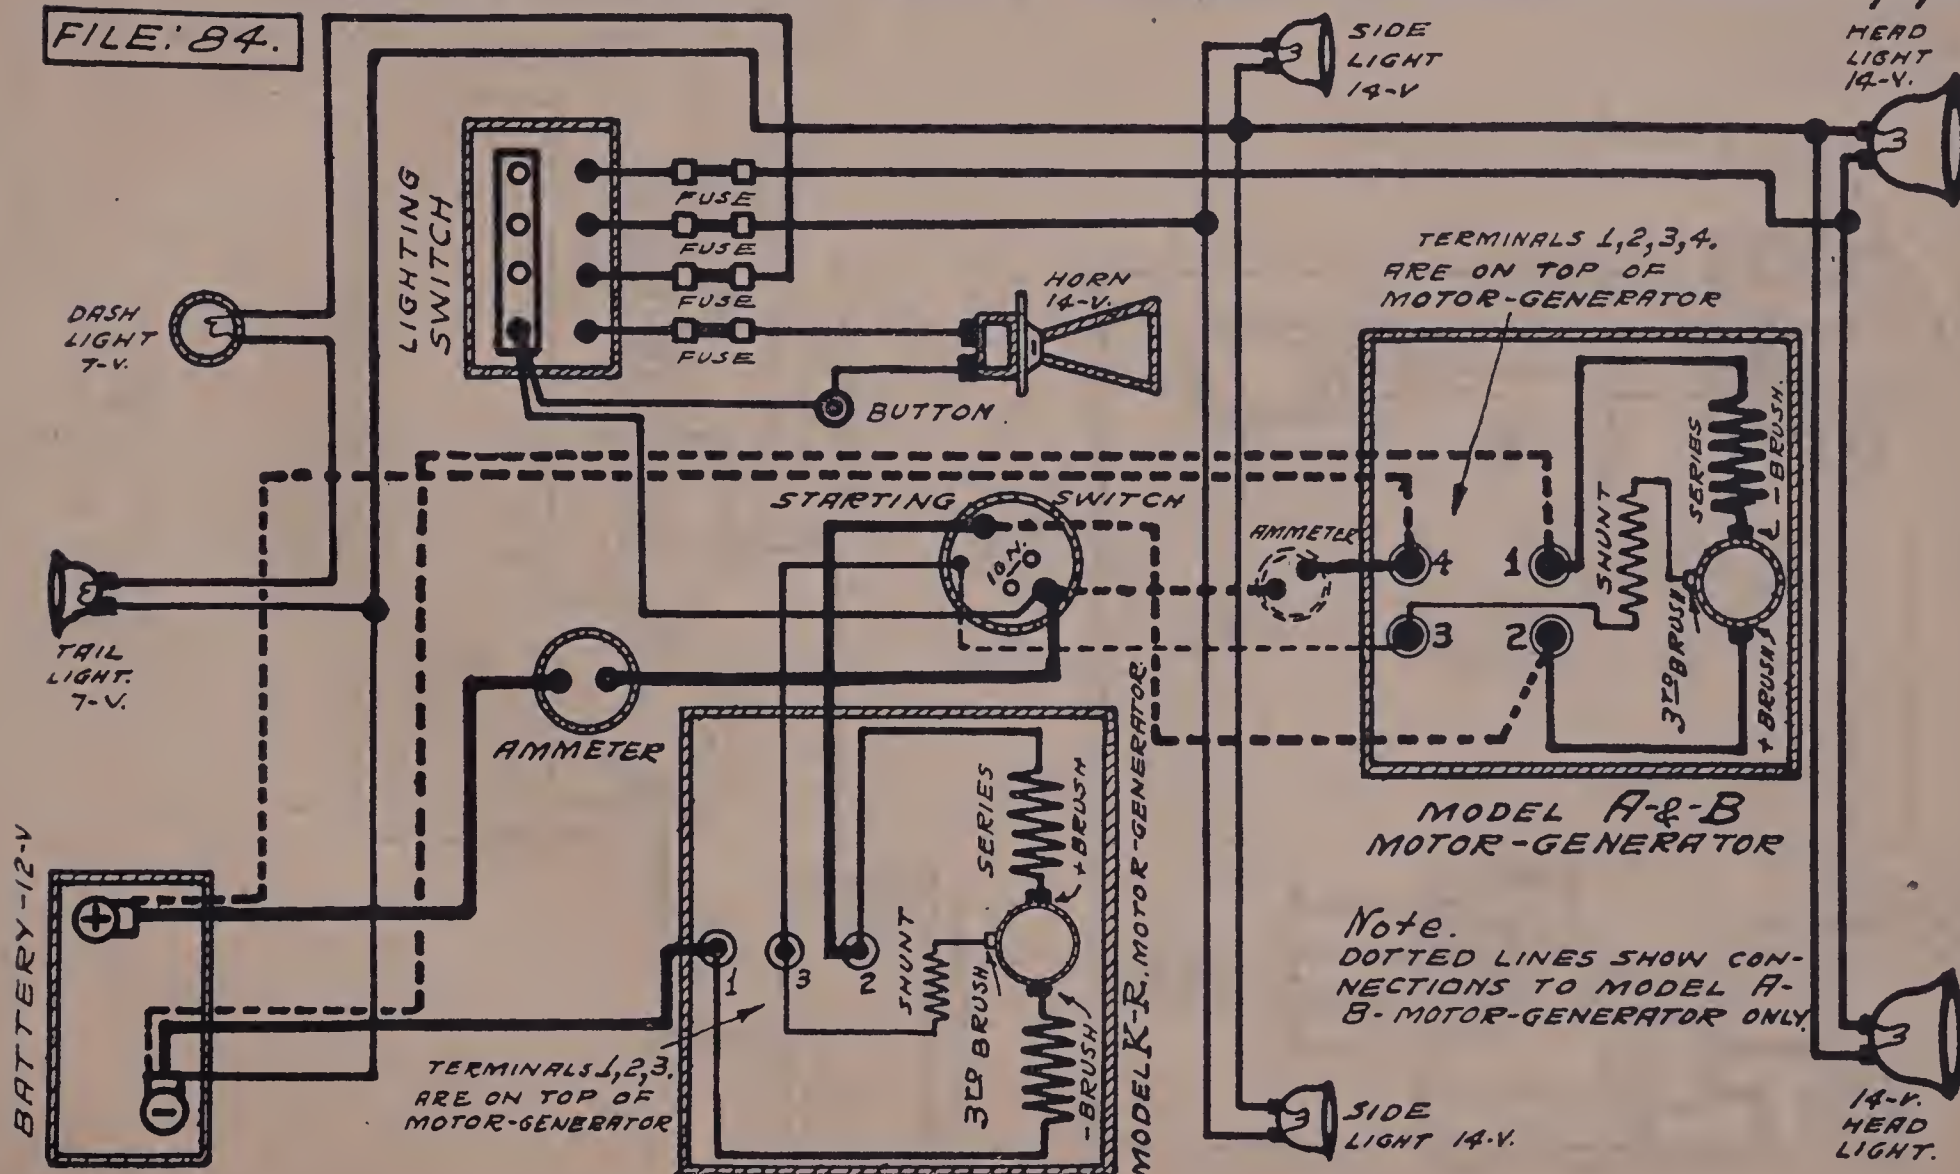 FILE: 84.
SIDE
LIGHT
14-V
HEAD
LIGHT
14-V.
LIGHTING
SWITCH
FUSE
FUSE
FUSE
FUSE
DASH
LIGHT
7-V.
HORN
14-V.
BUTTON
TERMINALS 1,2,3,4.
ARE ON TOP OF
MOTOR-GENERATOR
STARTING SWITCH
ON
AMMETER
4
1
3
2
SHUNT
SERIES
- BRUSH.
3RD BRUSH
+ BRUSH
TAIL
LIGHT.
7-V.
AMMETER
MODEL A-&-B
MOTOR-GENERATOR
BATTERY-12-V
+
-
1
3
2
SHUNT
SERIES
+ BRUSH
3RD BRUSH
- BRUSH
MODEL K-R. MOTOR-GENERATOR
TERMINALS 1,2,3.
ARE ON TOP OF
MOTOR-GENERATOR
Note.
DOTTED LINES SHOW CON-
NECTIONS TO MODEL A-
B-MOTOR-GENERATOR ONLY.
SIDE
LIGHT 14-V.
14-V.
HEAD
LIGHT.